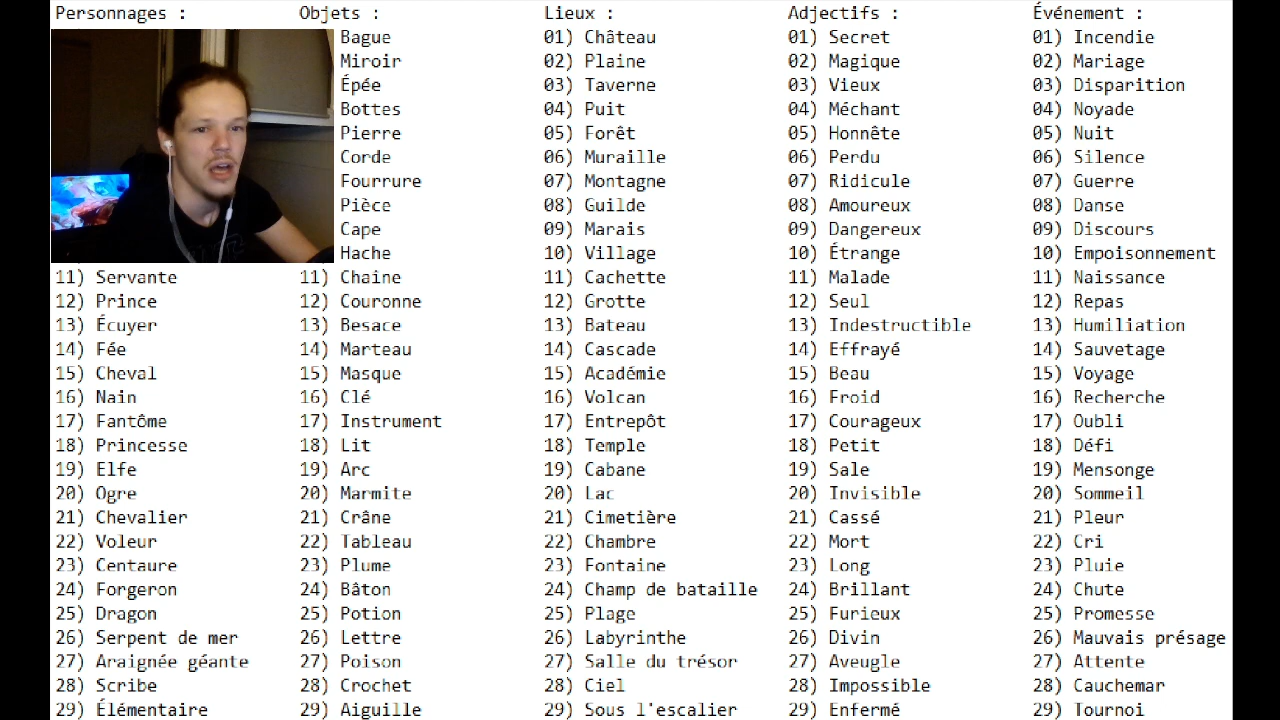 Personnages : Objets : Lieux : Adjectifs : Événement :
Bague 01) Château 01) Secret 01) Incendie
Miroir 02) Plaine 02) Magique 02) Mariage
Épée 03) Taverne 03) Vieux 03) Disparition
Bottes 04) Puit 04) Méchant 04) Noyade
Pierre 05) Forêt 05) Honnête 05) Nuit
Corde 06) Muraille 06) Perdu 06) Silence
Fourrure 07) Montagne 07) Ridicule 07) Guerre
Pièce 08) Guilde 08) Amoureux 08) Danse
Cape 09) Marais 09) Dangereux 09) Discours
Hache 10) Village 10) Étrange 10) Empoisonnement
11) Servante 11) Chaine 11) Cachette 11) Malade 11) Naissance
12) Prince 12) Couronne 12) Grotte 12) Seul 12) Repas
13) Écuyer 13) Besace 13) Bateau 13) Indestructible 13) Humiliation
14) Fée 14) Marteau 14) Cascade 14) Effrayé 14) Sauvetage
15) Cheval 15) Masque 15) Académie 15) Beau 15) Voyage
16) Nain 16) Clé 16) Volcan 16) Froid 16) Recherche
17) Fantôme 17) Instrument 17) Entrepôt 17) Courageux 17) Oubli
18) Princesse 18) Lit 18) Temple 18) Petit 18) Défi
19) Elfe 19) Arc 19) Cabane 19) Sale 19) Mensonge
20) Ogre 20) Marmite 20) Lac 20) Invisible 20) Sommeil
21) Chevalier 21) Crâne 21) Cimetière 21) Cassé 21) Pleur
22) Voleur 22) Tableau 22) Chambre 22) Mort 22) Cri
23) Centaure 23) Plume 23) Fontaine 23) Long 23) Pluie
24) Forgeron 24) Bâton 24) Champ de bataille 24) Brillant 24) Chute
25) Dragon 25) Potion 25) Plage 25) Furieux 25) Promesse
26) Serpent de mer 26) Lettre 26) Labyrinthe 26) Divin 26) Mauvais présage
27) Araignée géante 27) Poison 27) Salle du trésor 27) Aveugle 27) Attente
28) Scribe 28) Crochet 28) Ciel 28) Impossible 28) Cauchemar
29) Élémentaire 29) Aiguille 29) Sous l'escalier 29) Enfermé 29) Tournoi